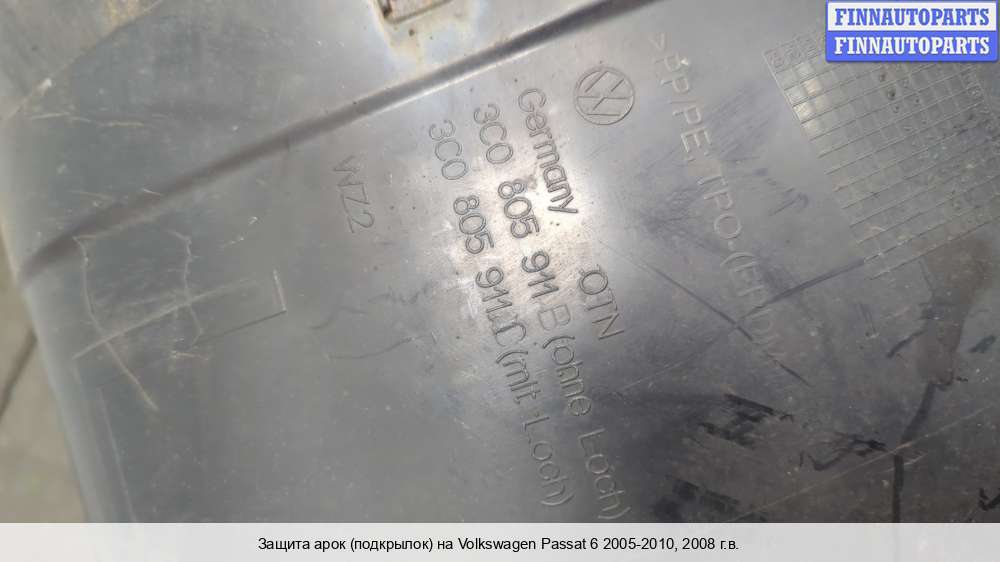 FINNAUTOPARTS
FINNAUTOPARTS
>PP/PE-TPO-(EPDM)
Germany
QTN
3C0 805 911 B (ohne Loch)
3C0 805 911 C (mit Loch)
WZ2
Защита арок (подкрылок) на Volkswagen Passat 6 2005-2010, 2008 г.в.